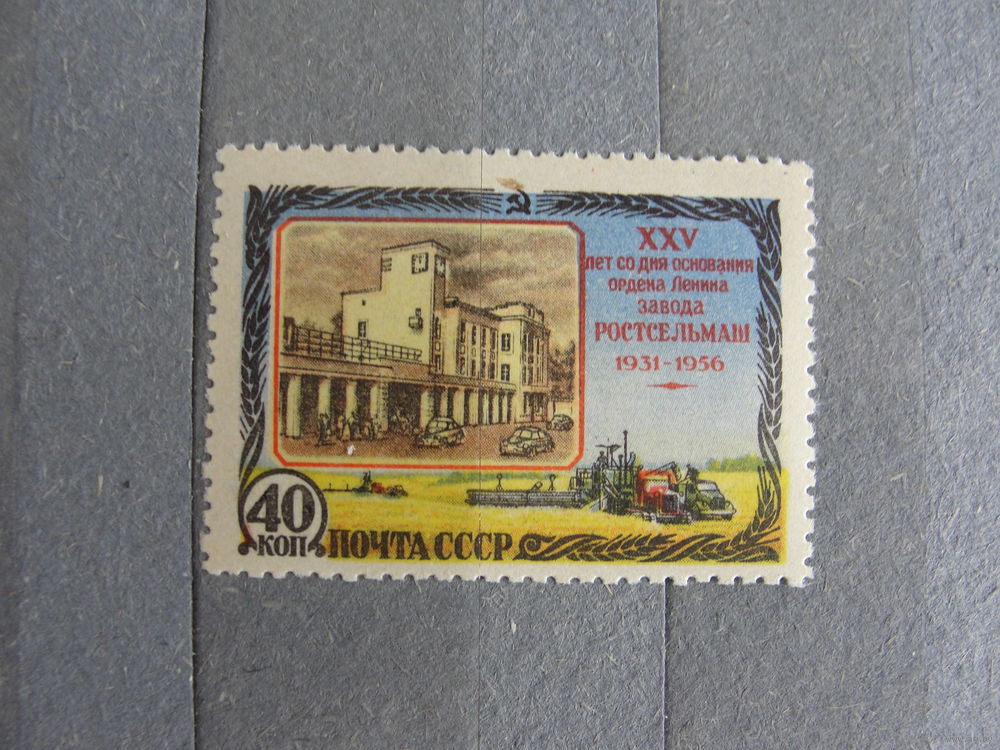 XXV
лет со дня основания
ордена Ленина
завода
РОСТСЕЛЬМАШ
1931-1956
40
КОП
ПОЧТА СССР